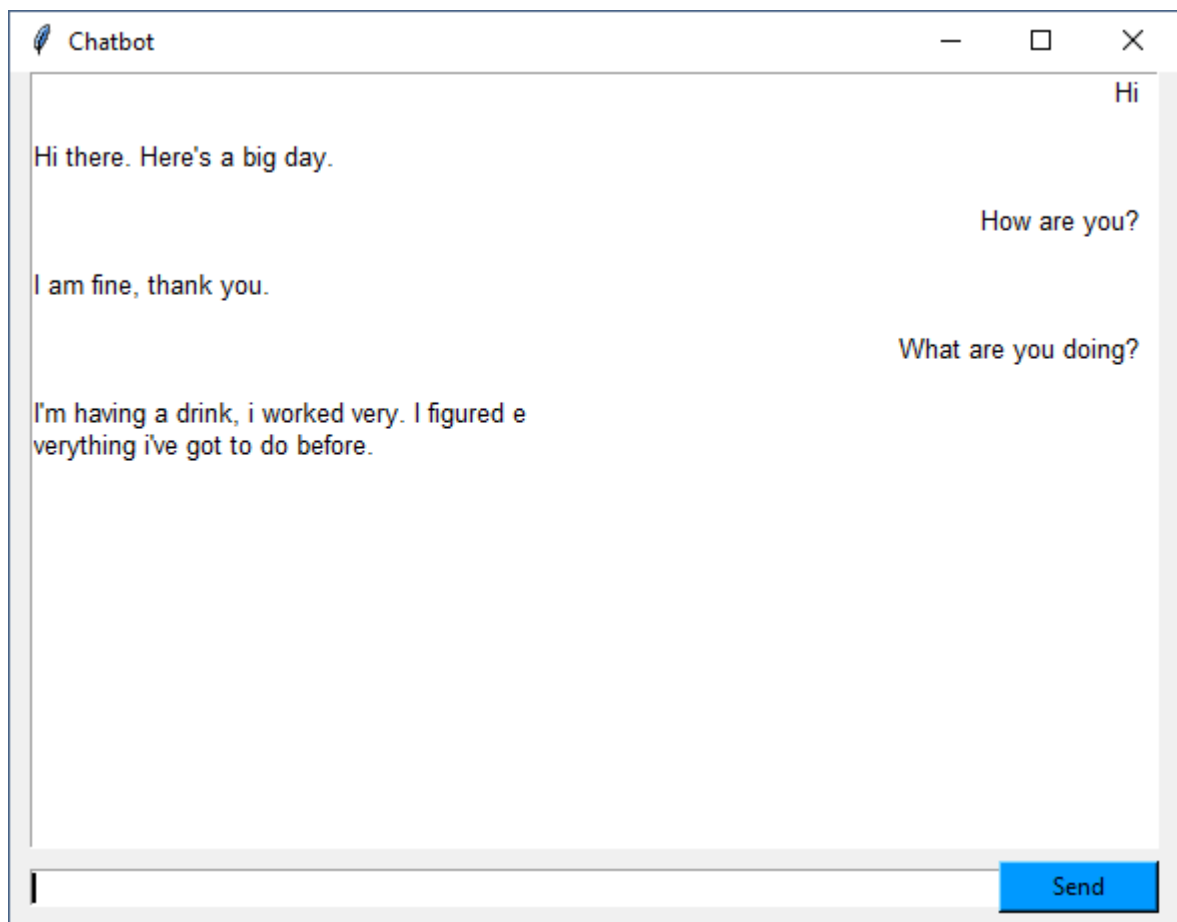 Chatbot
Hi
Hi there. Here's a big day.
How are you?
I am fine, thank you.
What are you doing?
I'm having a drink, i worked very. I figured e
verything i've got to do before.
Send